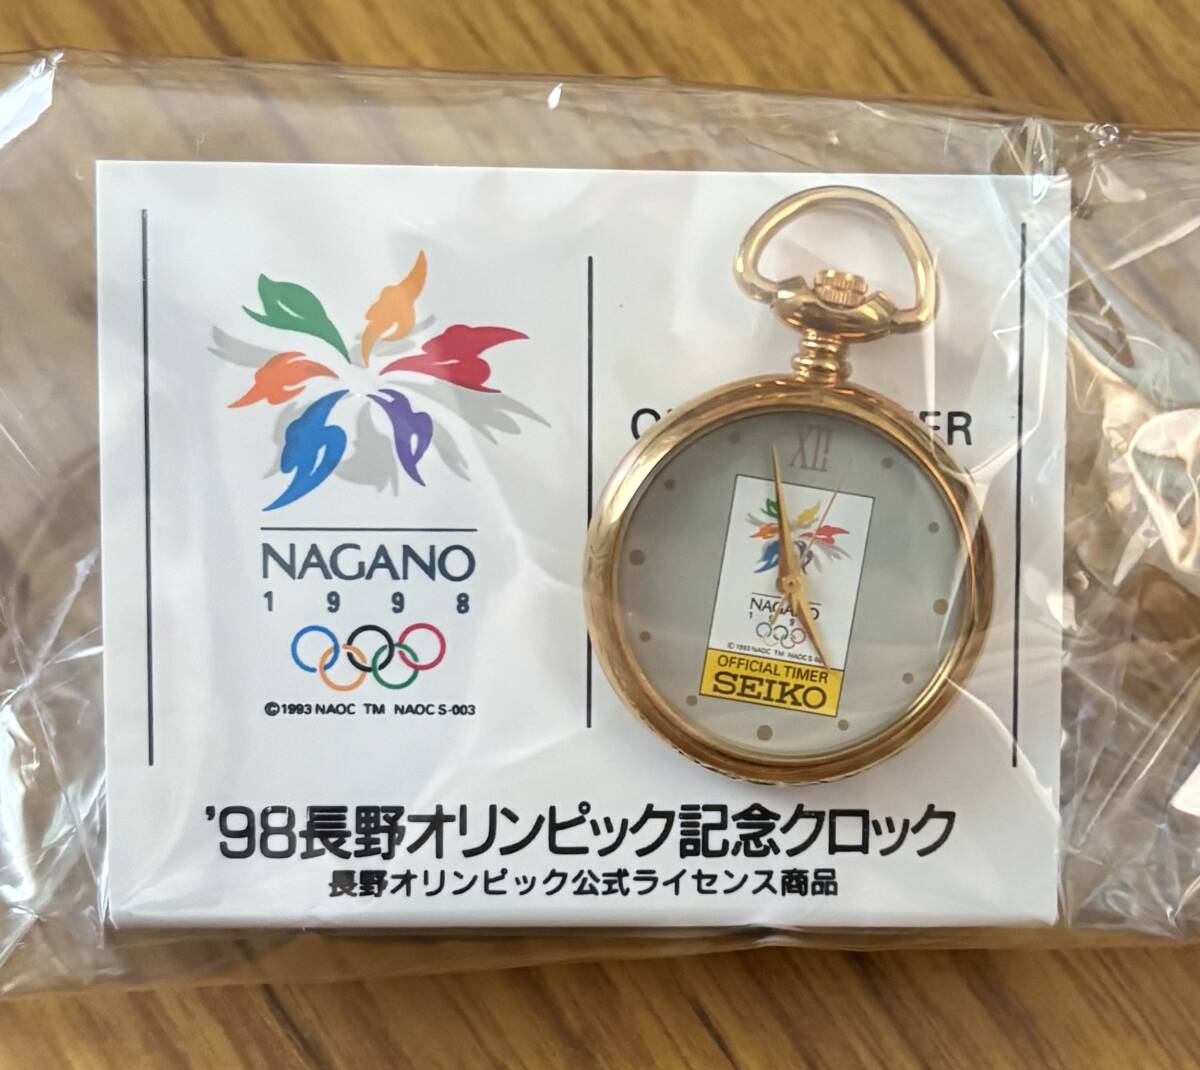 NAGANO
1998
©1993 NAOC TM NAOC S-003
XII
NAGANO
©1993 NAOC TM NAOC S-
OFFICIAL TIMER
SEIKO
'98長野オリンピック記念クロック
長野オリンピック公式ライセンス商品